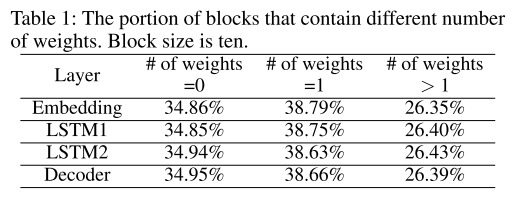 Table 1: The portion of blocks that contain different number
of weights. Block size is ten.
Layer # of weights =0 # of weights =1 # of weights > 1
Embedding 34.86% 38.79% 26.35%
LSTM1 34.85% 38.75% 26.40%
LSTM2 34.94% 38.63% 26.43%
Decoder 34.95% 38.66% 26.39%